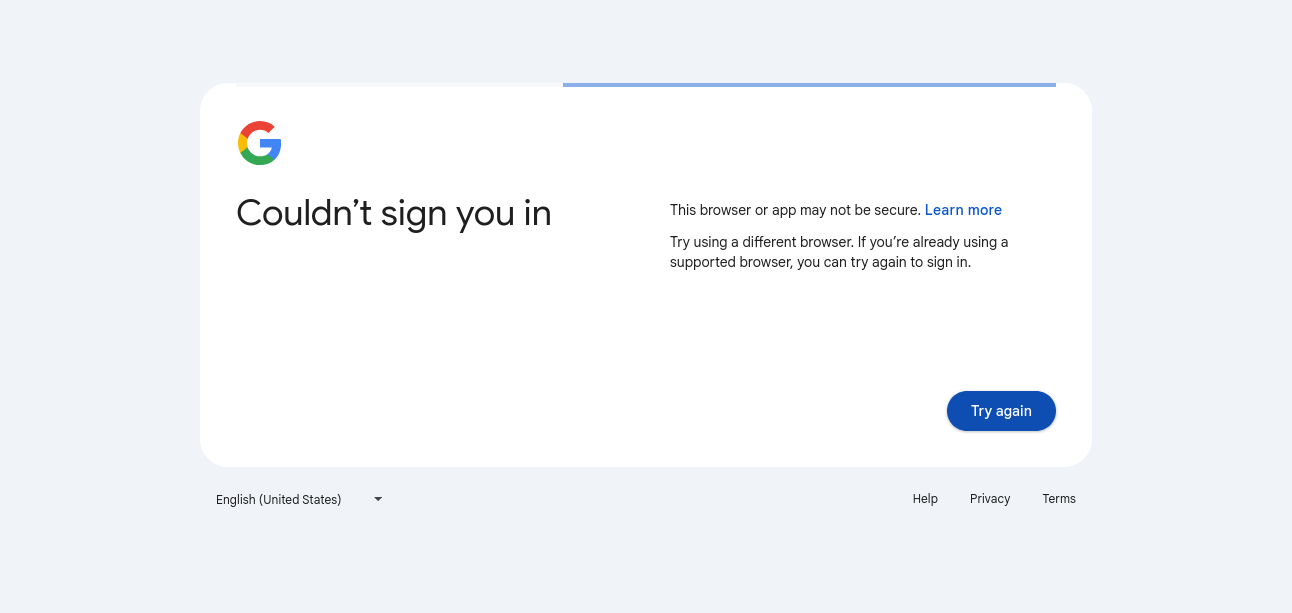 Couldn’t sign you in
This browser or app may not be secure. Learn more
Try using a different browser. If you’re already using a
supported browser, you can try again to sign in.
Try again
English (United States)
Help
Privacy
Terms